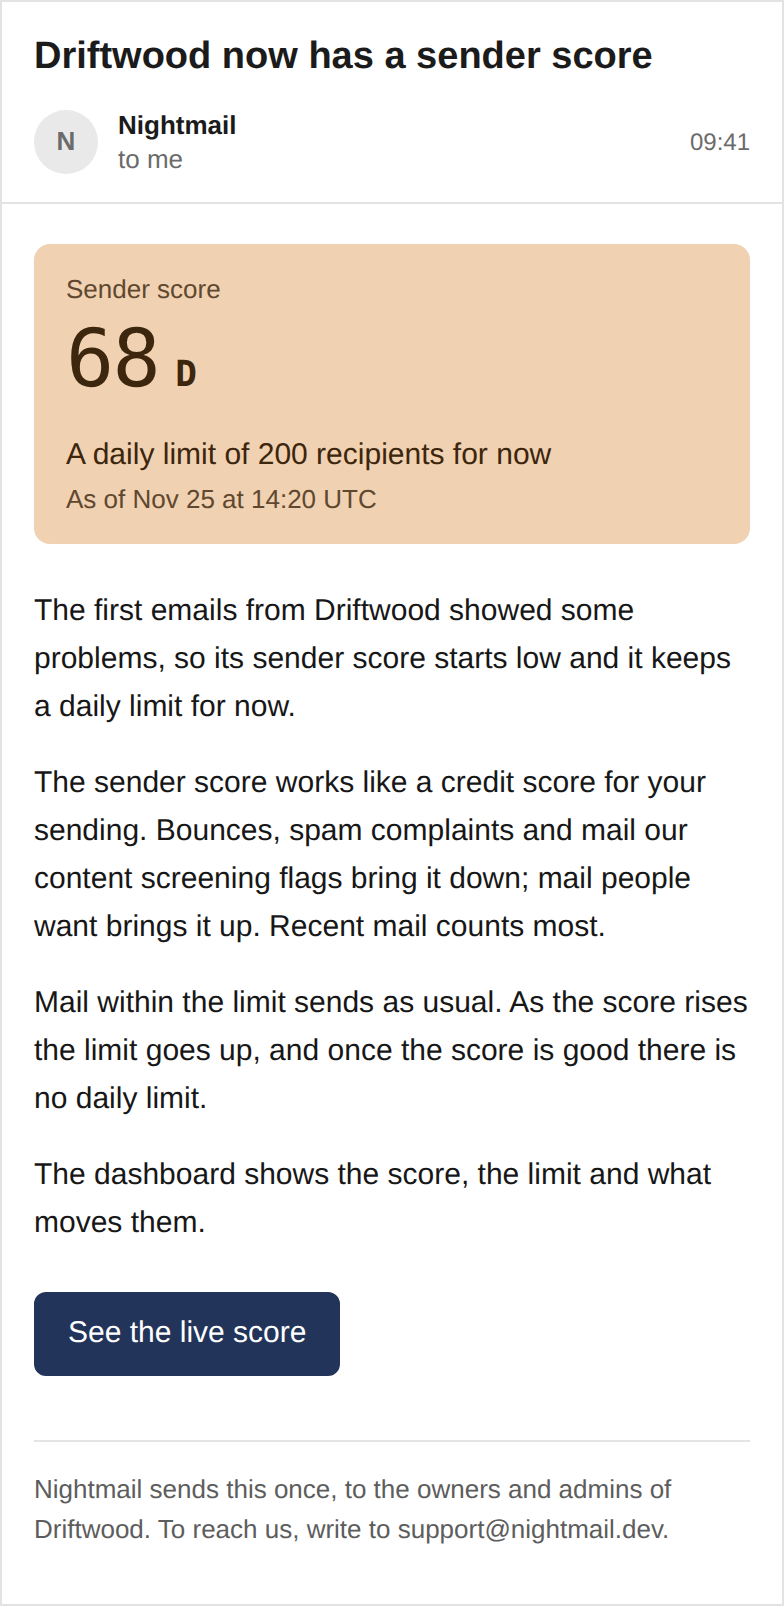 Driftwood now has a sender score
N
Nightmail
to me
09:41
Sender score
68 D
A daily limit of 200 recipients for now
As of Nov 25 at 14:20 UTC
The first emails from Driftwood showed some
problems, so its sender score starts low and it keeps
a daily limit for now.
The sender score works like a credit score for your
sending. Bounces, spam complaints and mail our
content screening flags bring it down; mail people
want brings it up. Recent mail counts most.
Mail within the limit sends as usual. As the score rises
the limit goes up, and once the score is good there is
no daily limit.
The dashboard shows the score, the limit and what
moves them.
See the live score
Nightmail sends this once, to the owners and admins of
Driftwood. To reach us, write to support@nightmail.dev.